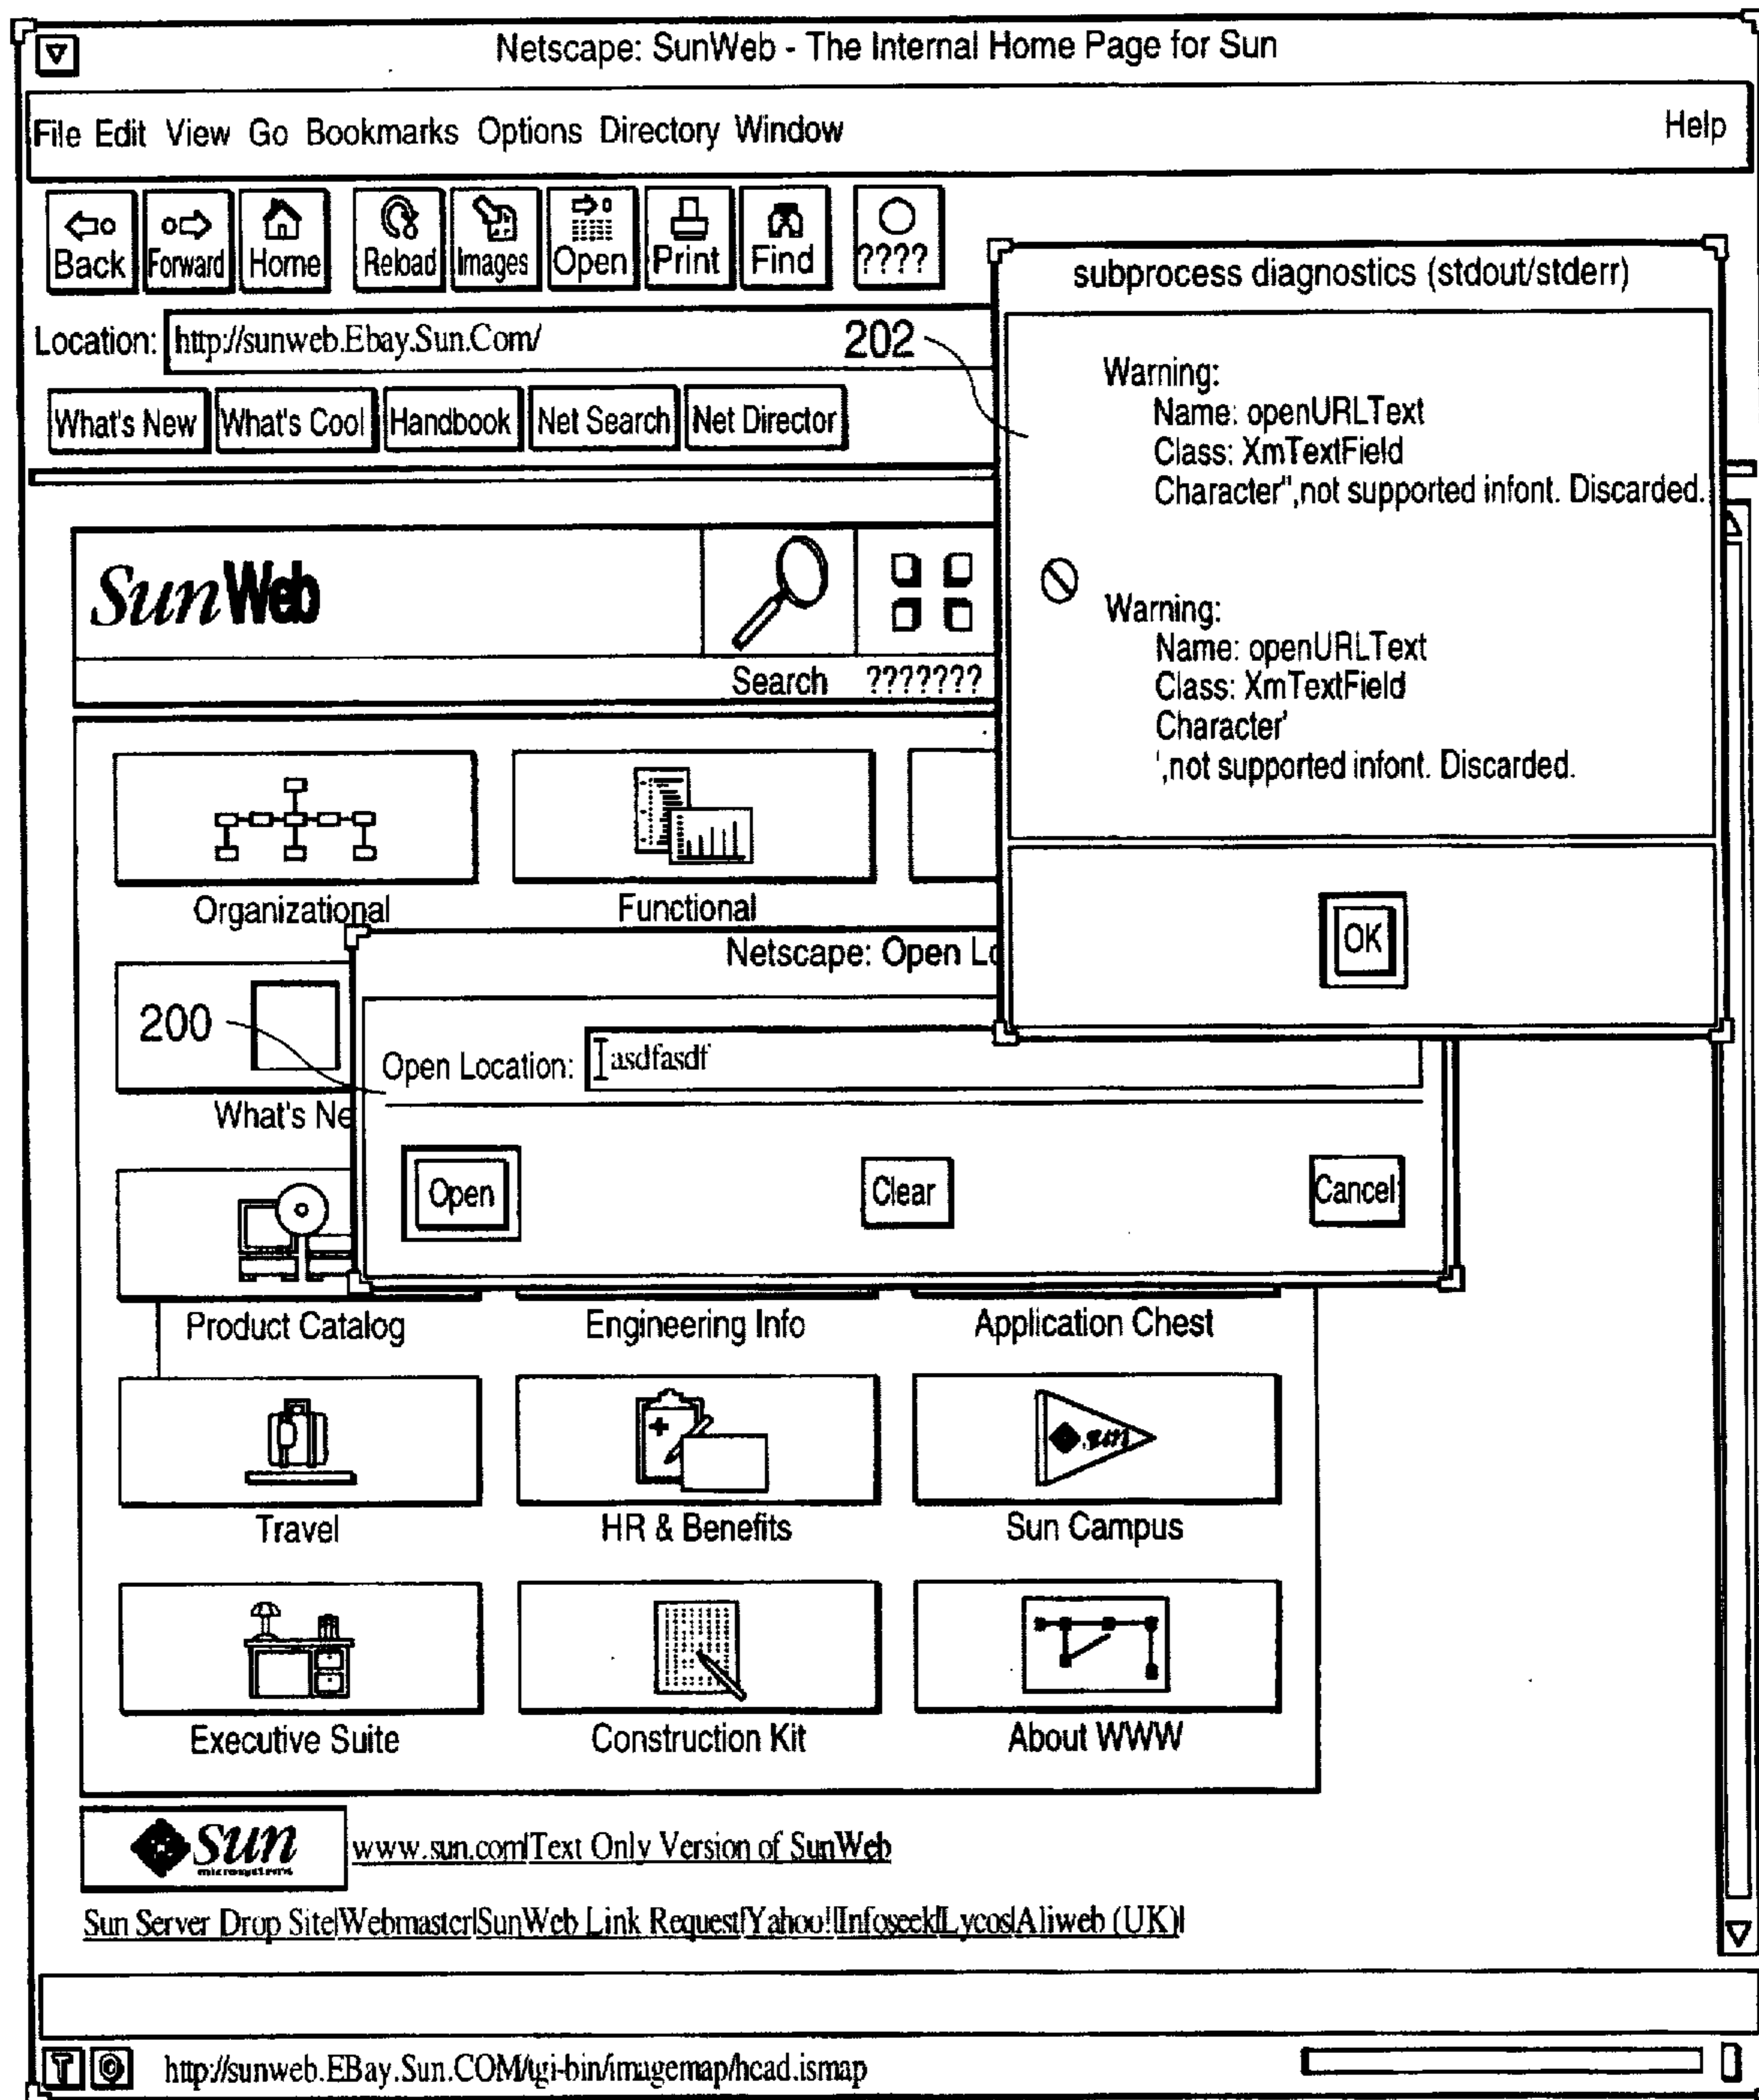 Netscape: SunWeb - The Internal Home Page for Sun
File Edit View Go Bookmarks Options Directory Window Help
Back Forward Home Reload Images Open Print Find ????
subprocess diagnostics (stdout/stderr)
Location: http://sunweb.Ebay.Sun.Com/
202
Warning:
Name: openURLText
Class: XmTextField
Character",not supported infont. Discarded.
What's New What's Cool Handbook Net Search Net Director
SunWeb
Search ???????
Warning:
Name: openURLText
Class: XmTextField
Character'
',not supported infont. Discarded.
OK
Organizational Functional
Netscape: Open Lo
200
Open Location: asdfasdf
What's Ne
Open Clear Cancel
Product Catalog Engineering Info Application Chest
sun
Travel HR & Benefits Sun Campus
Executive Suite Construction Kit About WWW
Sun
microsystems
www.sun.com|Text Only Version of SunWeb
Sun Server Drop Site|Webmaster|SunWeb Link Request|Yahoo!|Infoseek|Lycos|Aliweb (UK)|
T
http://sunweb.EBay.Sun.COM/tgi-bin/imagemap/hcad.ismap